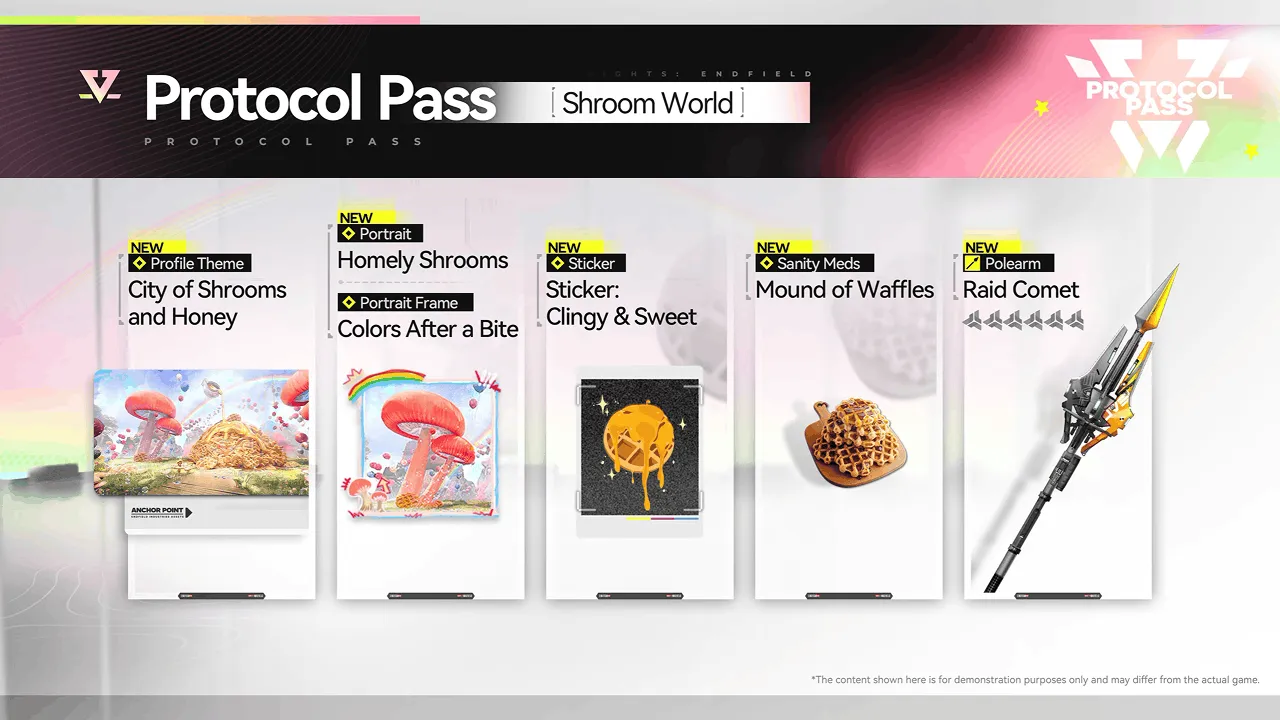 GHTS: ENDFIELD
Protocol Pass
[Shroom World]
PROTOCOL PASS
PROTOCOL
PASS
NEW
Profile Theme
City of Shrooms
and Honey
ANCHOR POINT
NEW
Portrait
Homely Shrooms
Portrait Frame
Colors After a Bite
NEW
Sticker
Sticker:
Clingy & Sweet
NEW
Sanity Meds
Mound of Waffles
NEW
Polearm
Raid Comet
*The content shown here is for demonstration purposes only and may differ from the actual game.